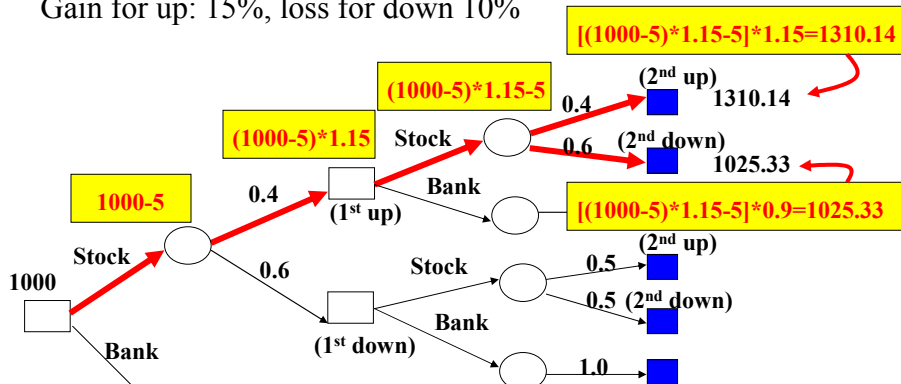 Gain for up: 15%, loss for down 10%
[(1000-5)*1.15-5]*1.15=1310.14
(1000-5)*1.15-5
(2nd up)
0.4
1310.14
(1000-5)*1.15
Stock
0.6
(2nd down)
1025.33
1000-5
0.4
Bank
(1st up)
[(1000-5)*1.15-5]*0.9=1025.33
Stock
0.6
Stock
(2nd up)
0.5
1000
0.5 (2nd down)
Bank
(1st down)
Bank
1.0